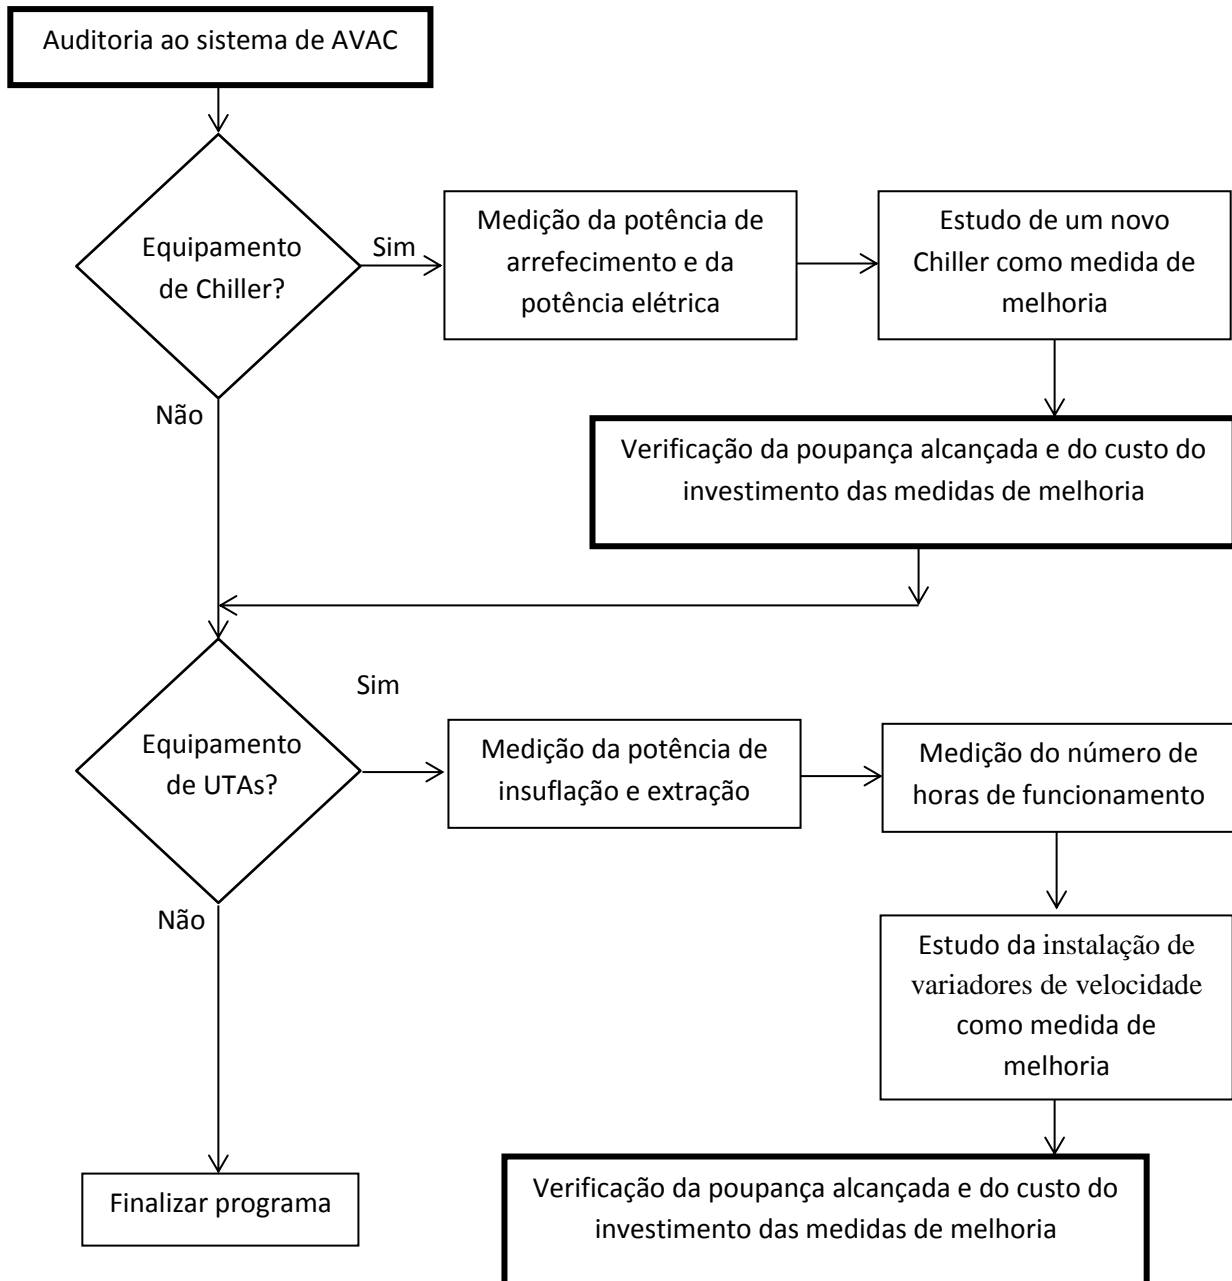 Auditoria ao sistema de AVAC
Equipamento
de Chiller?
Sim
Medição da potência de
arrefecimento e da
potência elétrica
Estudo de um novo
Chiller como medida de
melhoria
Não
Verificação da poupança alcançada e do custo do
investimento das medidas de melhoria
Sim
Equipamento
de UTAs?
Medição da potência de
insuflação e extração
Medição do número de
horas de funcionamento
Não
Estudo da instalação de
variadores de velocidade
como medida de
melhoria
Finalizar programa
Verificação da poupança alcançada e do custo do
investimento das medidas de melhoria